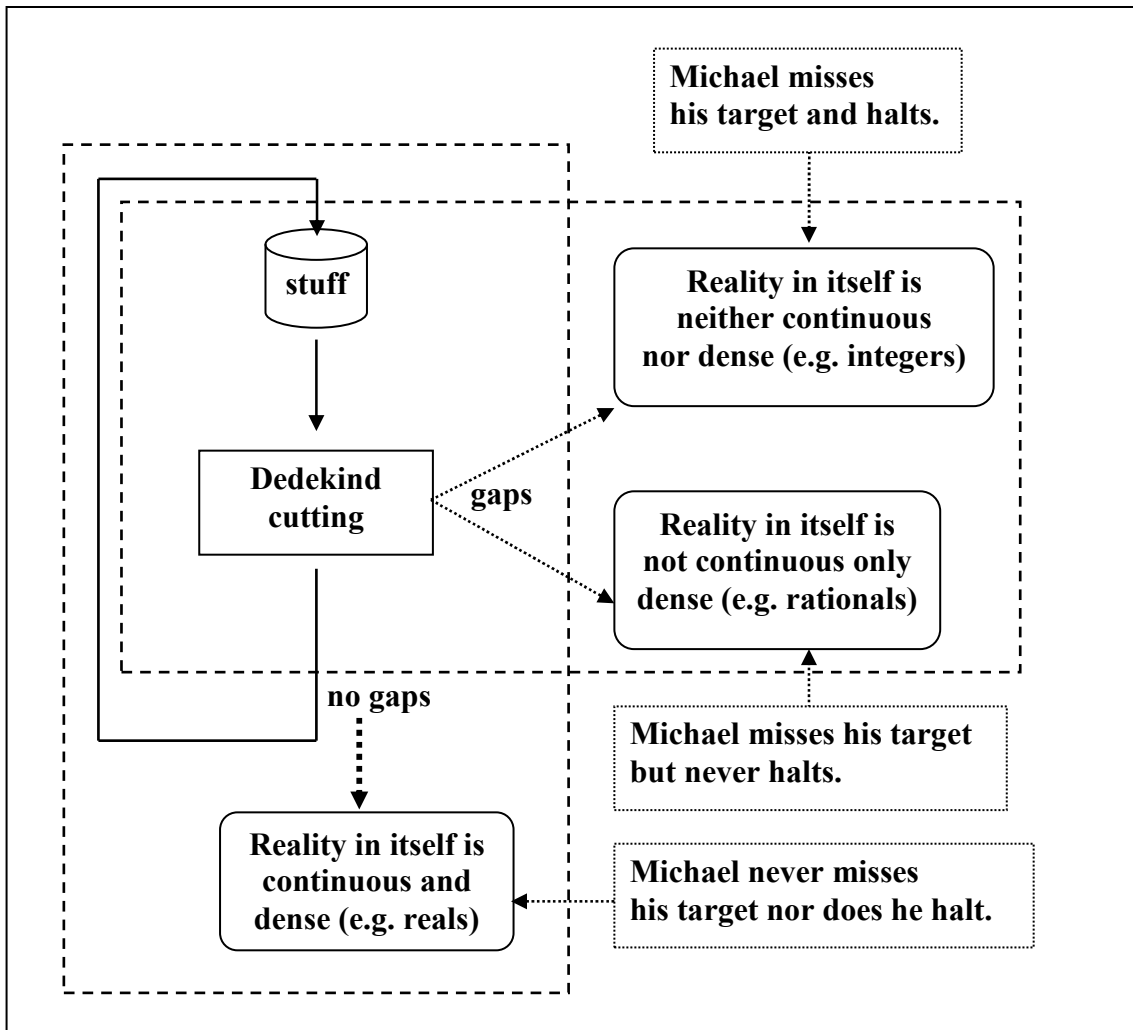 Michael misses
his target and halts.
stuff
Reality in itself is
neither continuous
nor dense (e.g. integers)
Dedekind
cutting
gaps
Reality in itself is
not continuous only
dense (e.g. rationals)
no gaps
Michael misses his target
but never halts.
Reality in itself is
continuous and
dense (e.g. reals)
Michael never misses
his target nor does he halt.